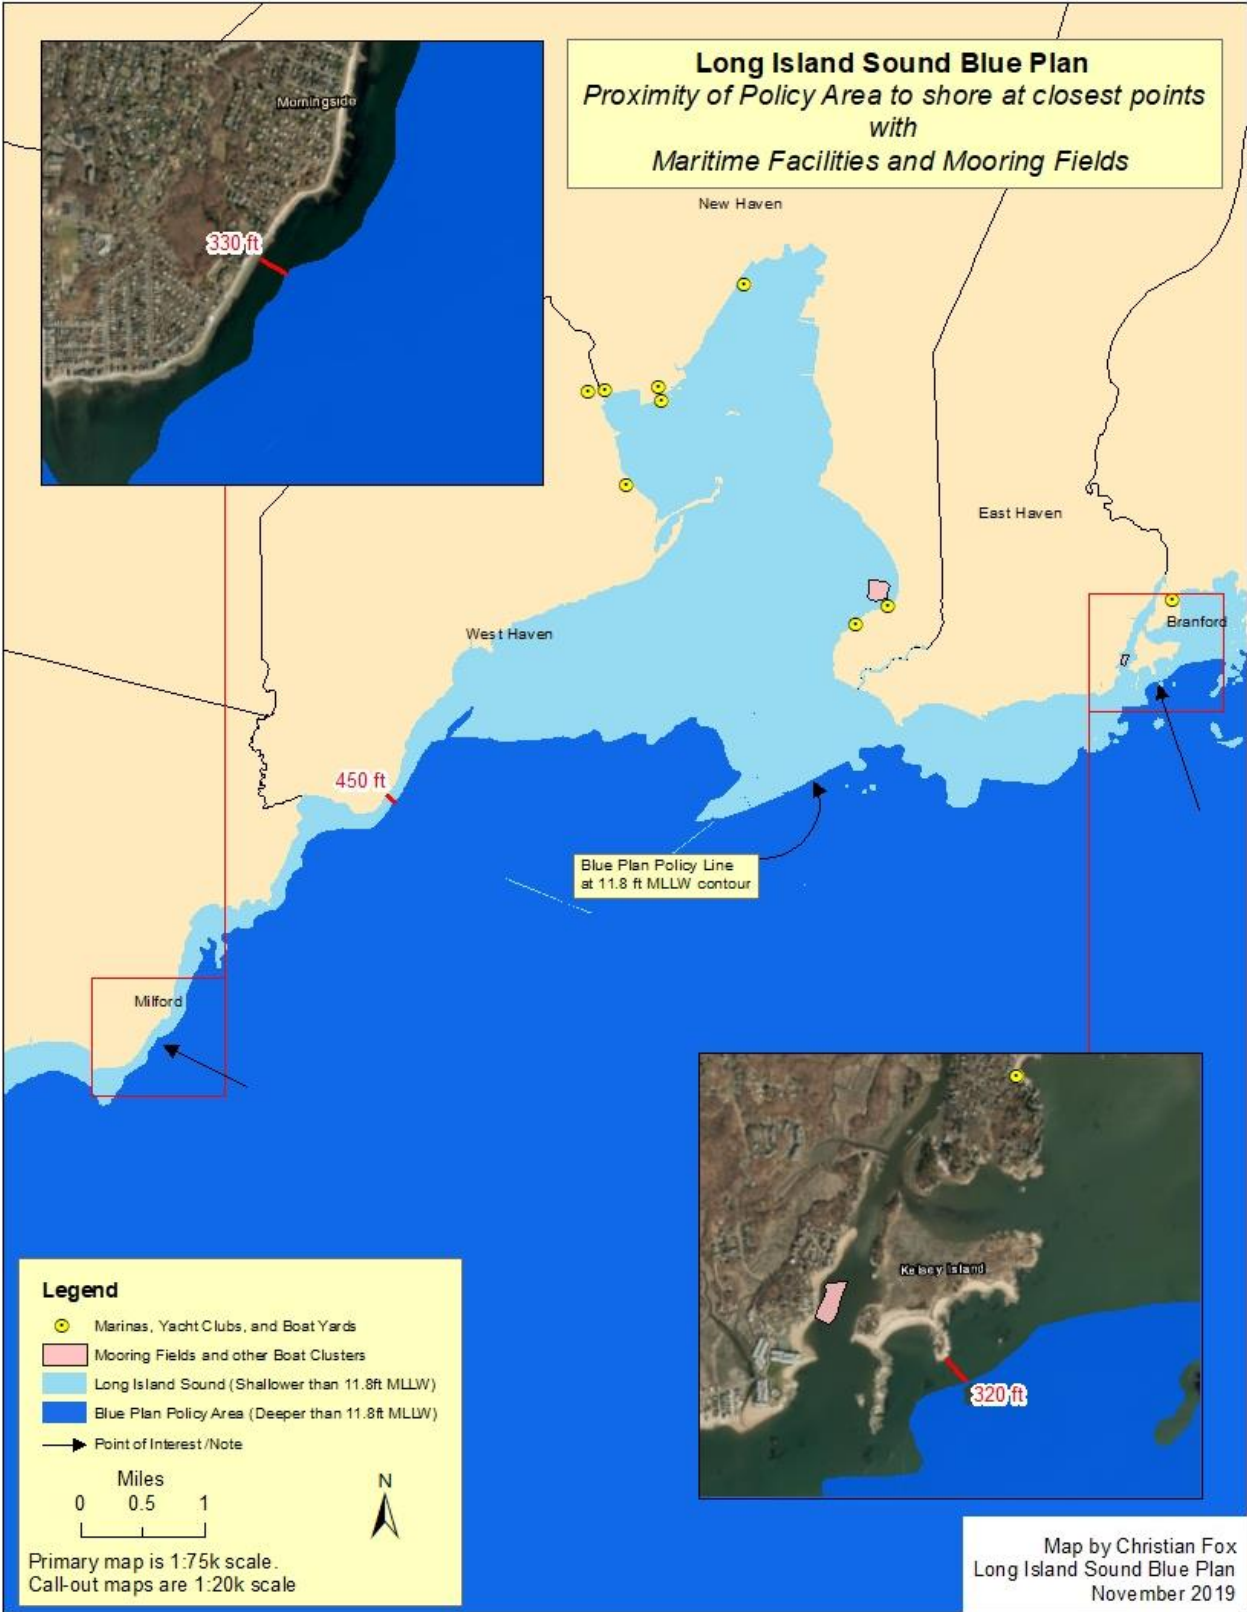 Long Island Sound Blue Plan
Proximity of Policy Area to shore at closest points
with
Maritime Facilities and Mooring Fields
Morningside
330 ft
New Haven
East Haven
West Haven
Branford
450 ft
Blue Plan Policy Line
at 11.8 ft MLLW contour
Milford
Kelsey Island
320 ft
Legend
Marinas, Yacht Clubs, and Boat Yards
Mooring Fields and other Boat Clusters
Long Island Sound (Shallower than 11.8ft MLLW)
Blue Plan Policy Area (Deeper than 11.8ft MLLW)
Point of Interest/Note
Miles
0 0.5 1
N
Primary map is 1:75k scale.
Call-out maps are 1:20k scale
Map by Christian Fox
Long Island Sound Blue Plan
November 2019